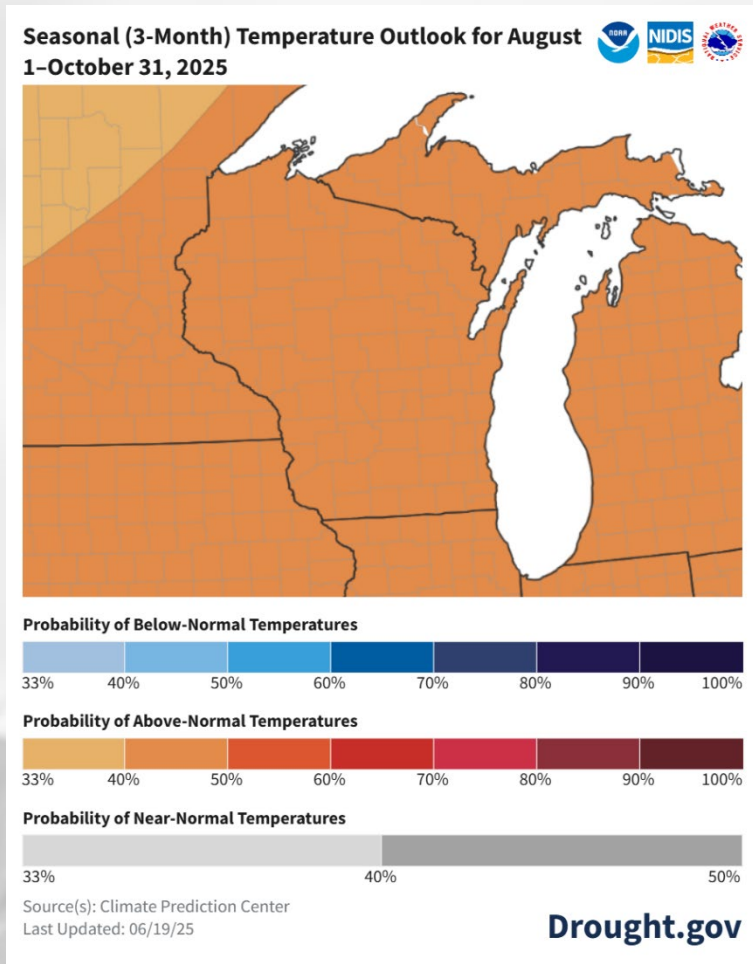 Seasonal (3-Month) Temperature Outlook for August
1–October 31, 2025
NOAA
NIDIS
Probability of Below-Normal Temperatures
33% 40% 50% 60% 70% 80% 90% 100%
Probability of Above-Normal Temperatures
33% 40% 50% 60% 70% 80% 90% 100%
Probability of Near-Normal Temperatures
33% 40% 50%
Source(s): Climate Prediction Center
Last Updated: 06/19/25
Drought.gov